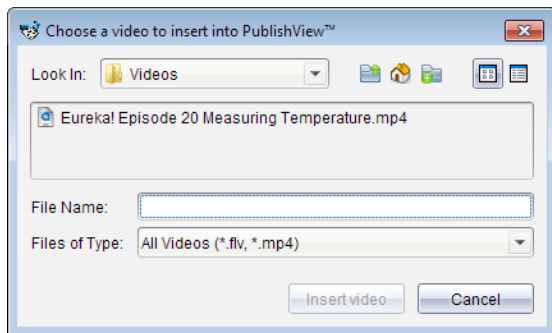 Choose a video to insert into PublishView™
Look In: Videos
Eureka! Episode 20 Measuring Temperature.mp4
File Name:
Files of Type: All Videos (*.flv, *.mp4)
Insert video Cancel